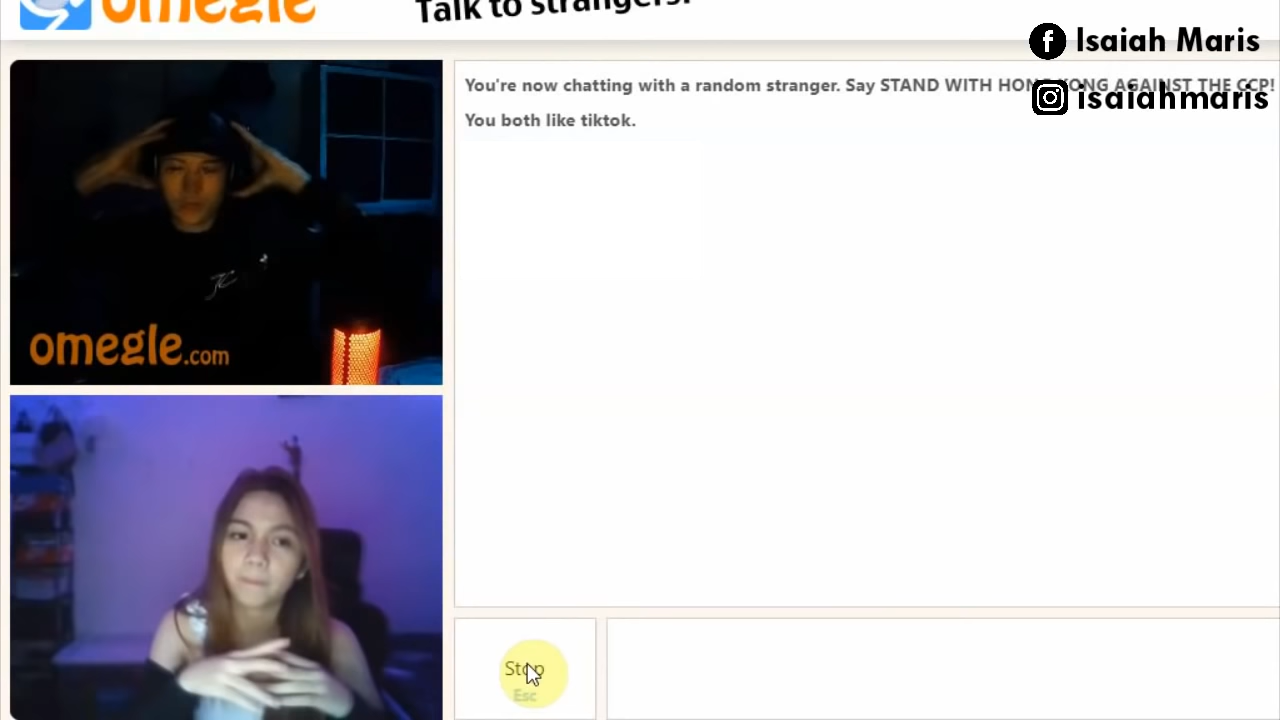 omegle
Talk to strangers!
Isaiah Maris
You're now chatting with a random stranger. Say STAND WITH HONG KONG AGAINST THE CCP!
isaiahmaris
You both like tiktok.
omegle.com
Stop
Esc